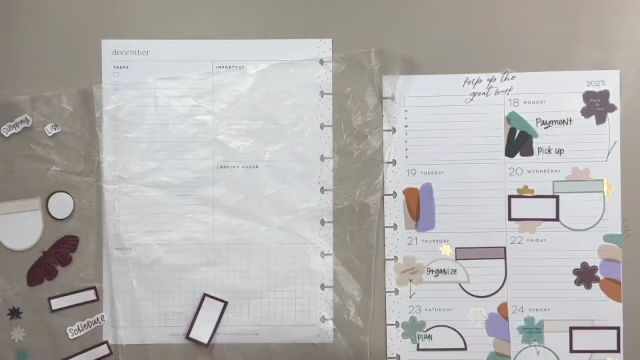 december
TASKS
IMPORTANT
LOOKING AHEAD
NOTES
Shopping
Schedule
keep up the
great work
2023
18 MONDAY
Payment
Pick up
19 TUESDAY
20 WEDNESDAY
21 THURSDAY
Organize
22 FRIDAY
23 SATURDAY
Plan
24 SUNDAY